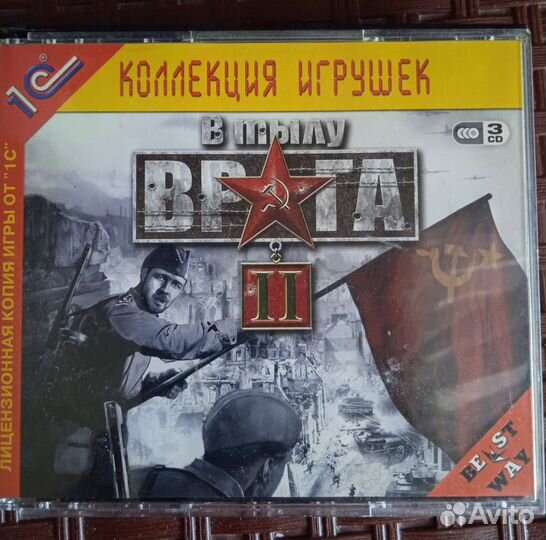 1С®
КОЛЛЕКЦИЯ ИГРУШЕК
ЛИЦЕНЗИОННАЯ КОПИЯ ИГРЫ ОТ "1С"
В тылу
ВРАГА
II
3
CD
BEST
WAY
Avito